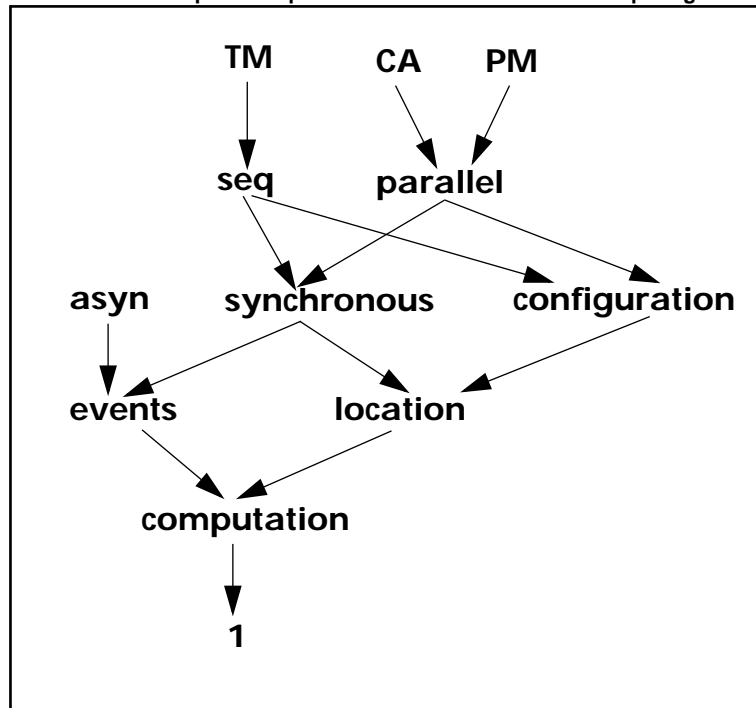 TM CA PM
seq parallel
asyn synchronous configuration
events location
computation
1